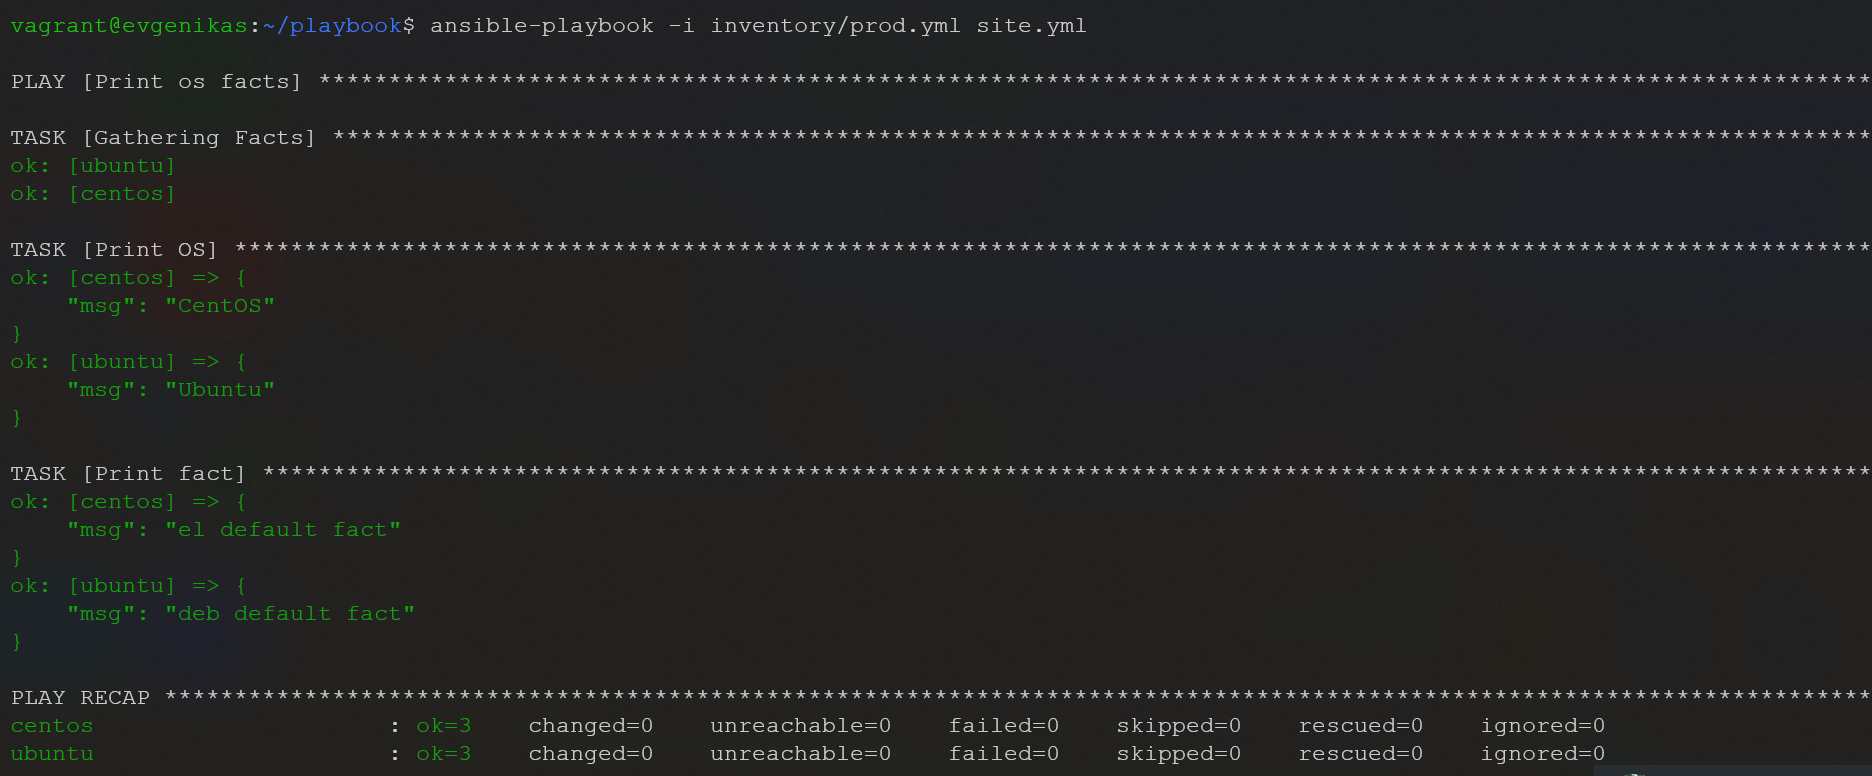 vagrant@evgenikas:~/playbook$ ansible-playbook -i inventory/prod.yml site.yml
PLAY [Print os facts] ***************************************************************************************************************
TASK [Gathering Facts] **************************************************************************************************************
ok: [ubuntu]
ok: [centos]
TASK [Print OS] *********************************************************************************************************************
ok: [centos] => {
    "msg": "CentOS"
}
ok: [ubuntu] => {
    "msg": "Ubuntu"
}
TASK [Print fact] *******************************************************************************************************************
ok: [centos] => {
    "msg": "el default fact"
}
ok: [ubuntu] => {
    "msg": "deb default fact"
}
PLAY RECAP **************************************************************************************************************************
centos                     : ok=3    changed=0    unreachable=0    failed=0    skipped=0    rescued=0    ignored=0
ubuntu                     : ok=3    changed=0    unreachable=0    failed=0    skipped=0    rescued=0    ignored=0